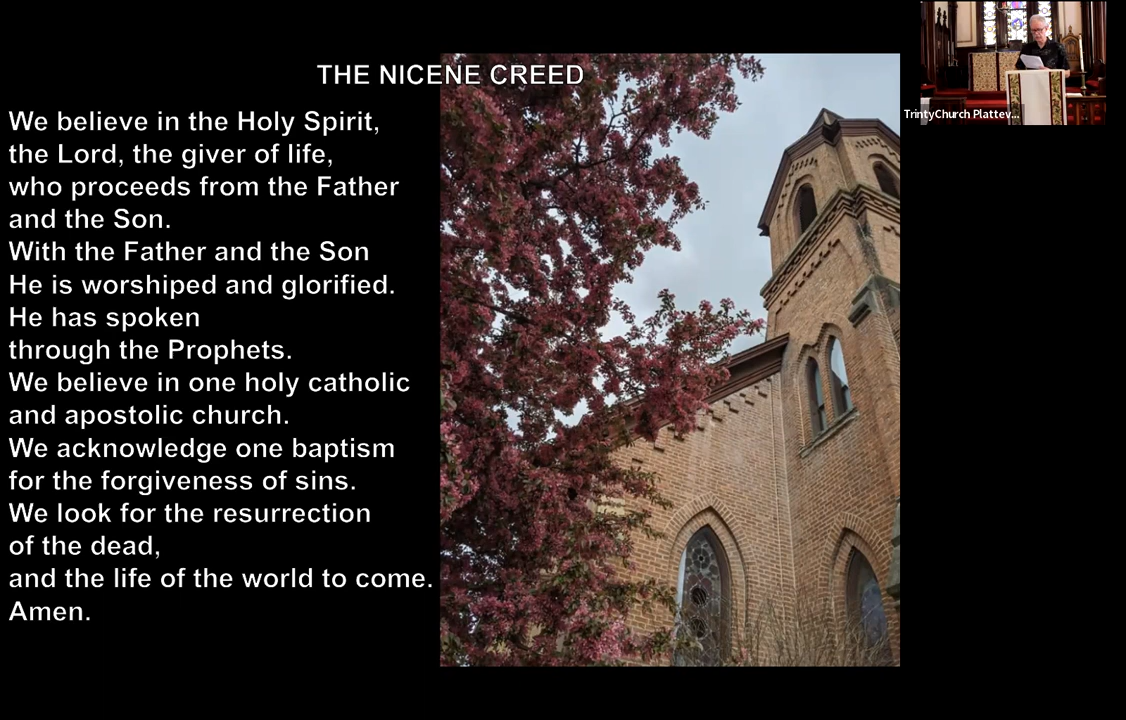 THE NICENE CREED
We believe in the Holy Spirit,
the Lord, the giver of life,
who proceeds from the Father
and the Son.
With the Father and the Son
He is worshiped and glorified.
He has spoken
through the Prophets.
We believe in one holy catholic
and apostolic church.
We acknowledge one baptism
for the forgiveness of sins.
We look for the resurrection
of the dead,
and the life of the world to come.
Amen.
TrintyChurch Plattev...